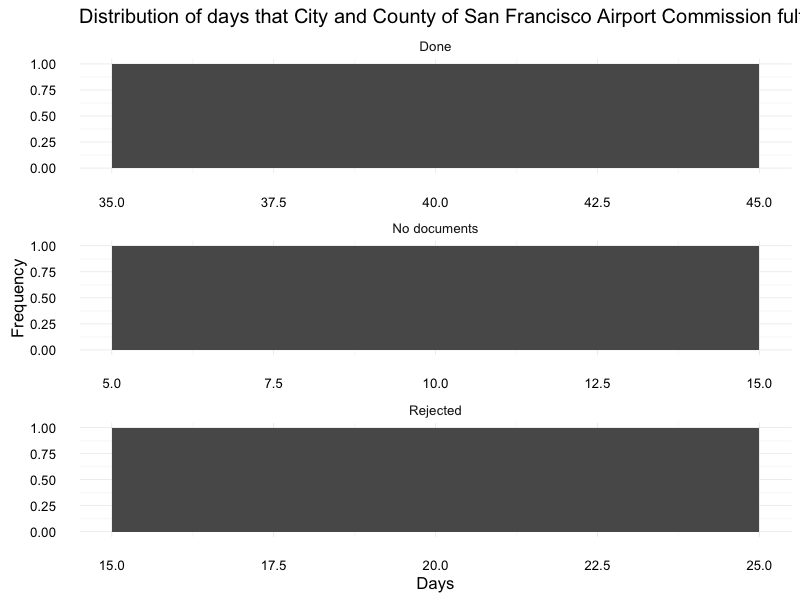 Distribution of days that City and County of San Francisco Airport Commission
Done
1.00
0.75
0.50
0.25
0.00
35.0 37.5 40.0 42.5 45.0
No documents
1.00
0.75
0.50
0.25
0.00
5.0 7.5 10.0 12.5 15.0
Frequency
Rejected
1.00
0.75
0.50
0.25
0.00
15.0 17.5 20.0 22.5 25.0
Days